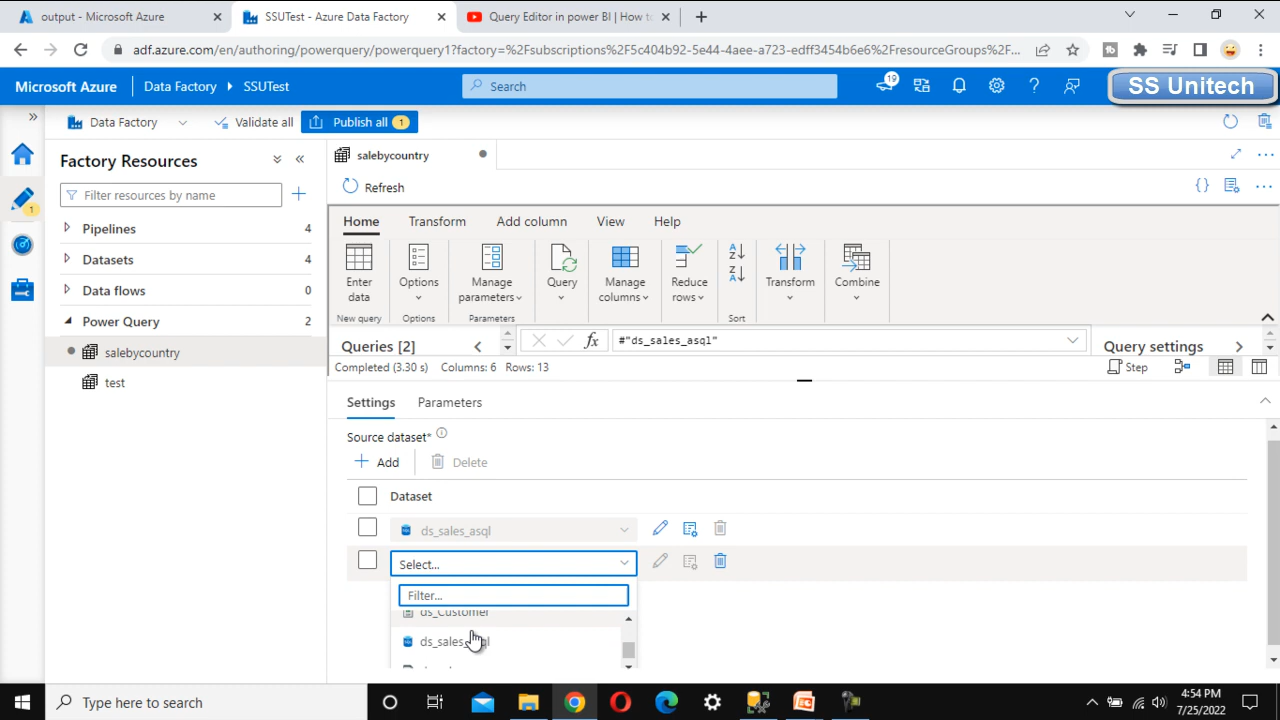 output - Microsoft Azure
SSUTest - Azure Data Factory
Query Editor in power BI | How to
adf.azure.com/en/authoring/powerquery/powerquery1?factory=%2Fsubscriptions%2F5c404b92-5e44-4aee-a723-edff3454b6e6%2FresourceGroups%2F...
Microsoft Azure
Data Factory
SSUTest
Search
19
SS Unitech
Data Factory
Validate all
Publish all
1
Factory Resources
Filter resources by name
Pipelines
4
Datasets
4
Data flows
0
Power Query
2
salebycountry
test
1
salebycountry
Refresh
Home
Transform
Add column
View
Help
Enter data
Options
Manage parameters
Query
Manage columns
Reduce rows
Transform
Combine
New query
Options
Parameters
Sort
Queries [2]
fx
#"ds_sales_asql"
Query settings
Completed (3.30 s)
Columns: 6
Rows: 13
Step
Settings
Parameters
Source dataset*
Add
Delete
Dataset
ds_sales_asql
Select...
Filter...
ds_Customer
ds_sales_asql
Type here to search
4:54 PM
7/25/2022